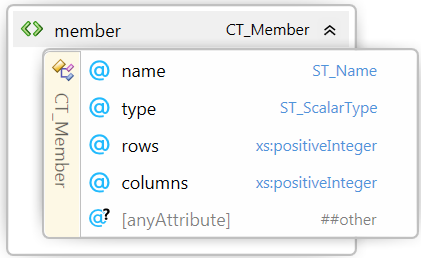 member CT_Member
CT_Member
@ name ST_Name
@ type ST_ScalarType
@ rows xs:positiveInteger
@ columns xs:positiveInteger
@? [anyAttribute] ##other